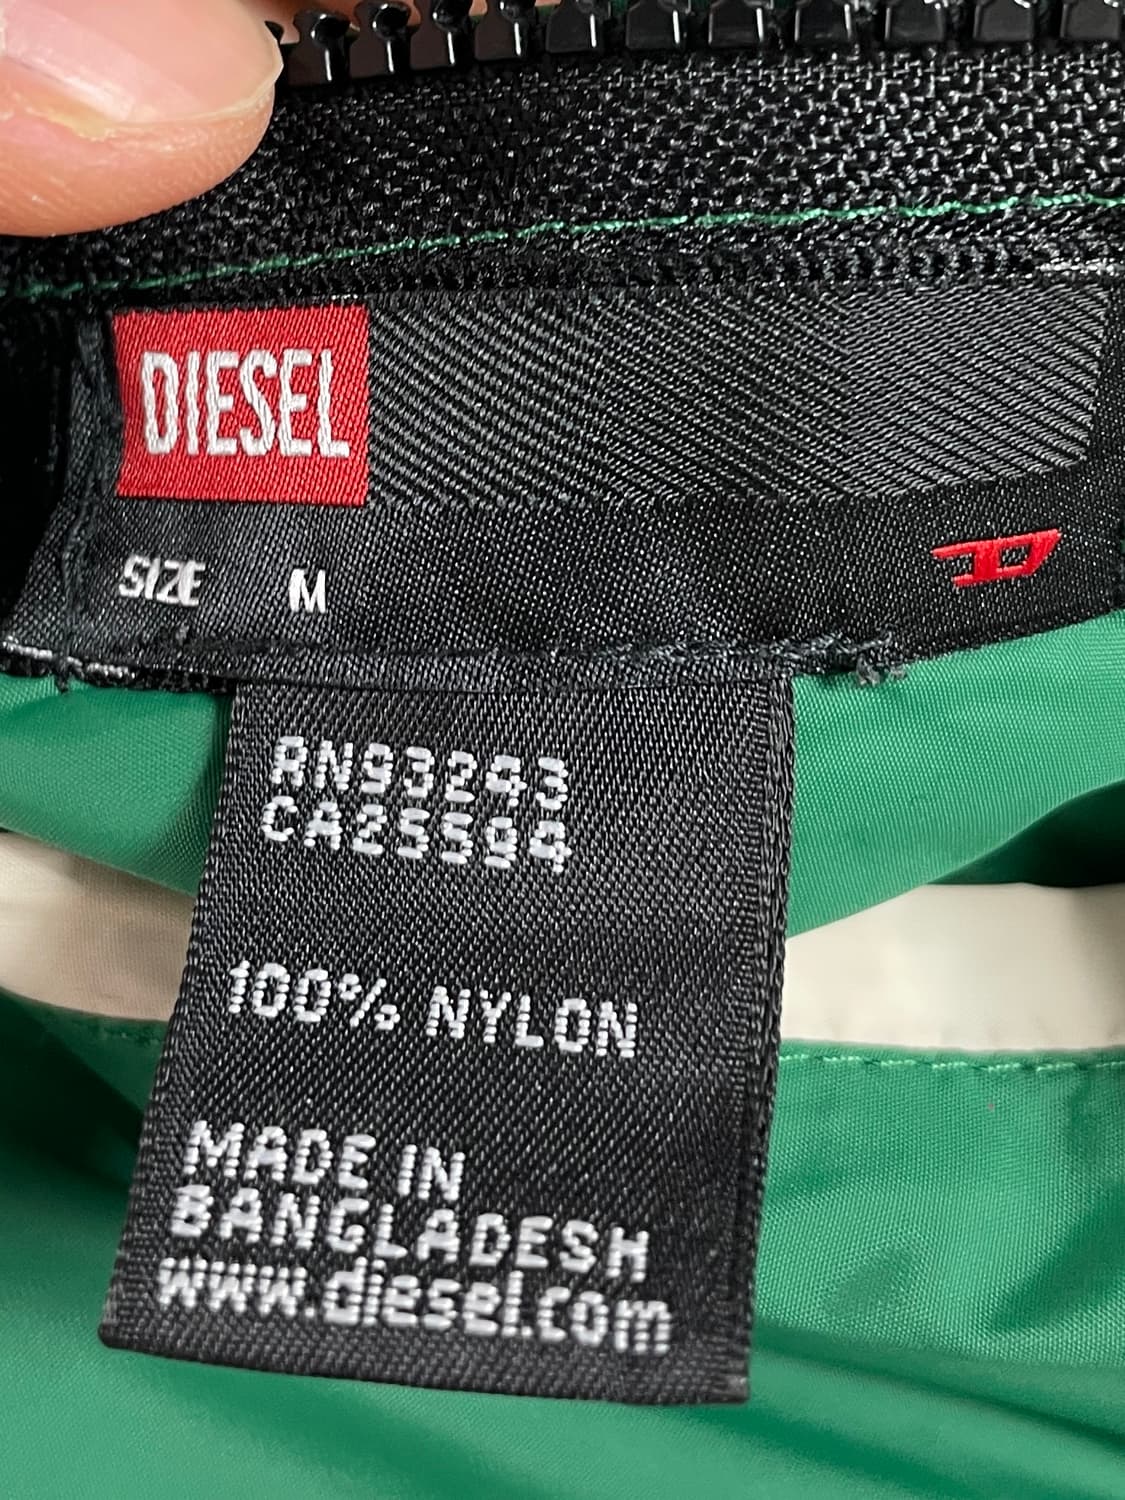 DIESEL
SIZE M
D
RN93243
CA25594
100% NYLON
MADE IN
BANGLADESH
www.diesel.com